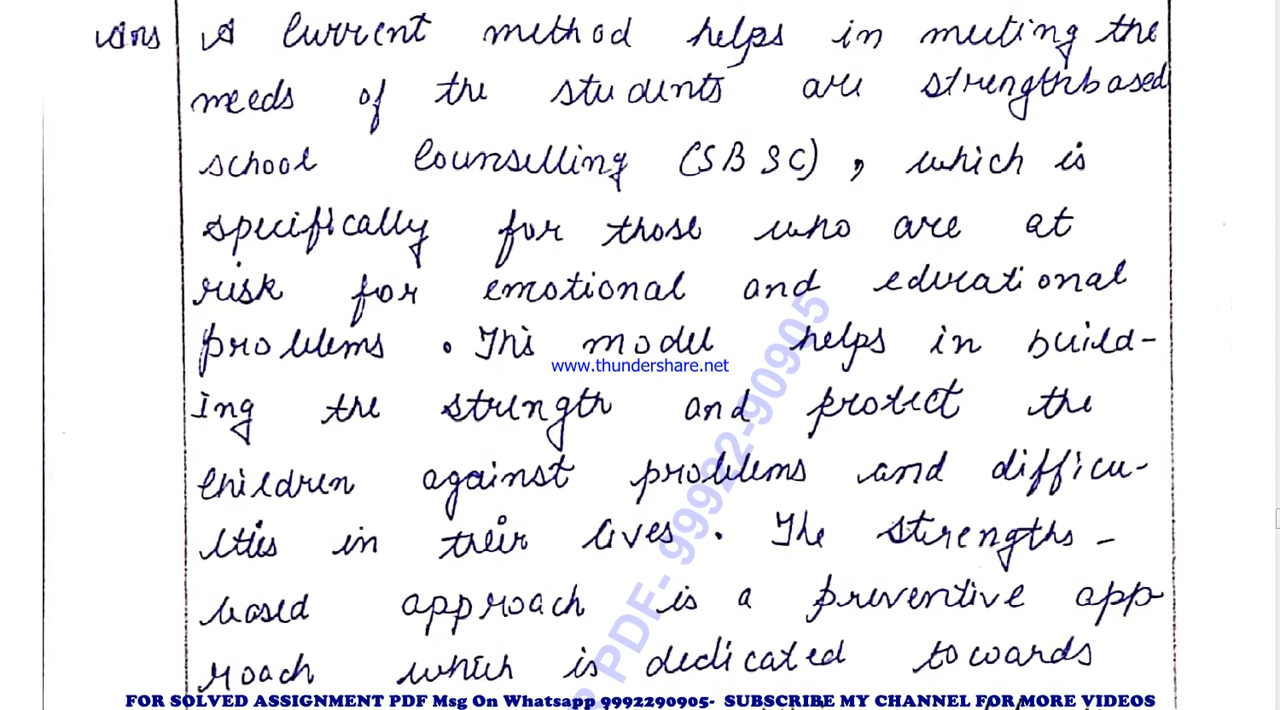 Ans A current method helps in meeting the
needs of the students are strengthbased
school counselling (SBSC), which is
specifically for those who are at
risk for emotional and educational
problems. This model helps in build-
www.thundershare.net
ing the strength and protect the
children against problems and difficu-
lties in their lives. The strengths-
based approach is a preventive app
roach which is dedicated towards
PDF- 99922-90905
FOR SOLVED ASSIGNMENT PDF Msg On Whatsapp 9992290905- SUBSCRIBE MY CHANNEL FOR MORE VIDEOS